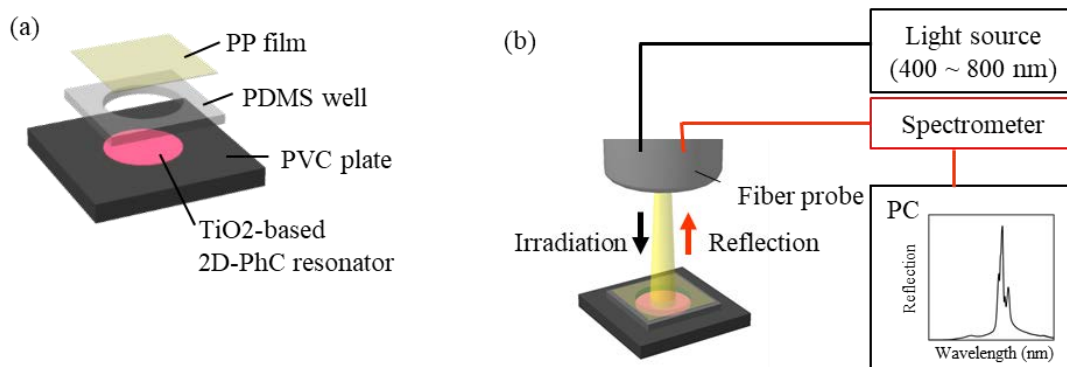 (a)
PP film
PDMS well
PVC plate
TiO2-based
2D-PhC resonator
(b)
Light source
(400 ~ 800 nm)
Spectrometer
Fiber probe
Irradiation
Reflection
PC
Reflection
Wavelength (nm)